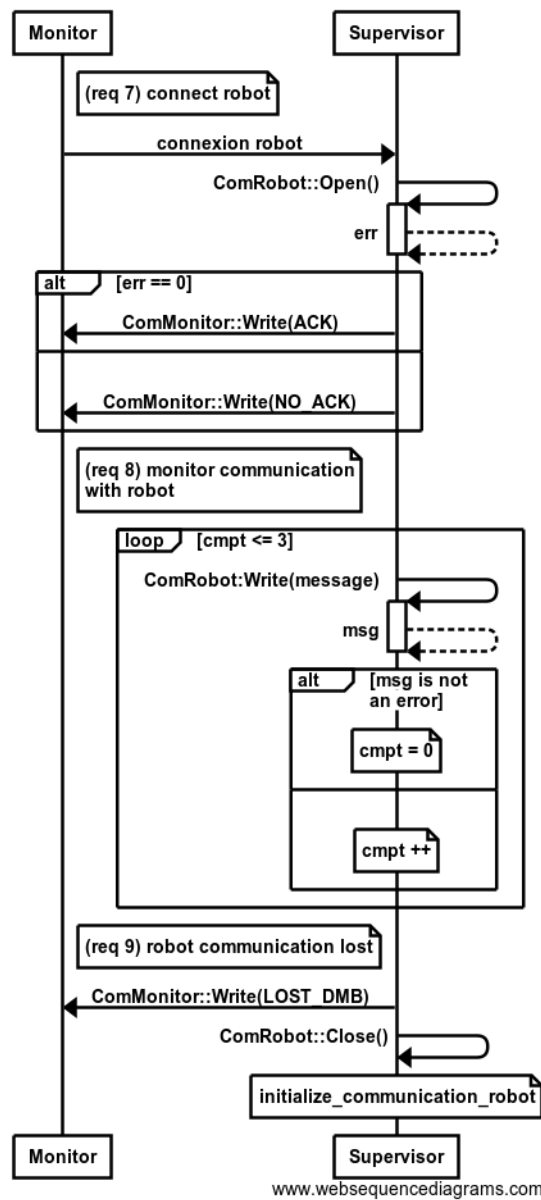 Monitor
Supervisor
(req 7) connect robot
connexion robot
ComRobot::Open()
err
alt
[err == 0]
ComMonitor::Write(ACK)
ComMonitor::Write(NO_ACK)
(req 8) monitor communication
with robot
loop
[cmpt <= 3]
ComRobot:Write(message)
msg
alt
[msg is not
an error]
cmpt = 0
cmpt ++
(req 9) robot communication lost
ComMonitor::Write(LOST_DMB)
ComRobot::Close()
initialize_communication_robot
Monitor
Supervisor
www.websequencediagrams.com